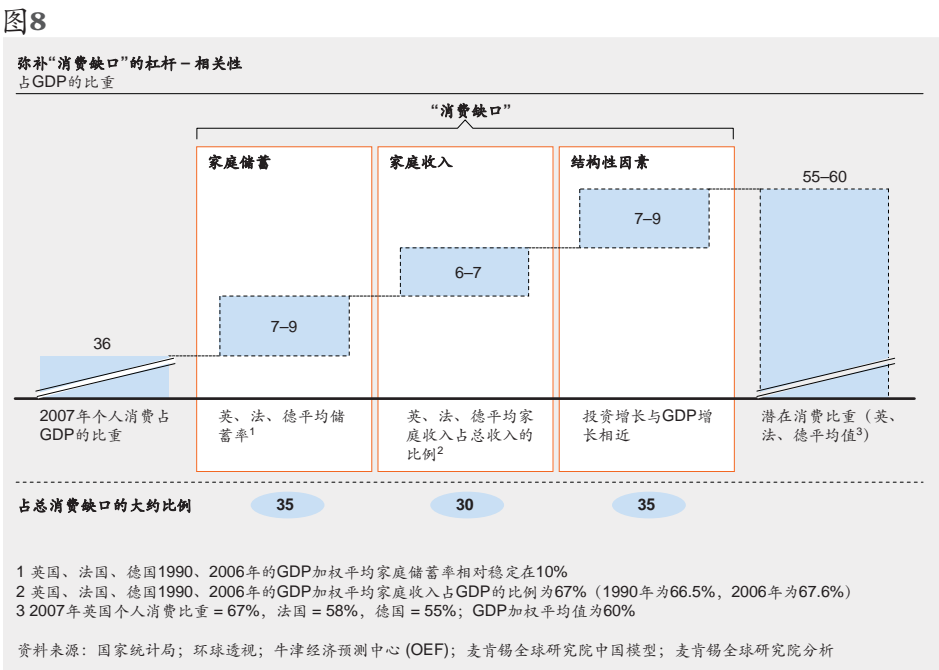 图8
弥补“消费缺口”的杠杆 – 相关性
占GDP的比重
“消费缺口”
家庭储蓄
家庭收入
结构性因素
55–60
7–9
6–7
7–9
36
2007年个人消费占
GDP的比重
英、法、德平均储
蓄率1
英、法、德平均家
庭收入占总收入的
比例2
投资增长与GDP增
长相近
潜在消费比重（英、
法、德平均值3）
占总消费缺口的大约比例
35
30
35
1 英国、法国、德国1990、2006年的GDP加权平均家庭储蓄率相对稳定在10%
2 英国、法国、德国1990、2006年的GDP加权平均家庭收入占GDP的比例为67%（1990年为66.5%，2006年为67.6%）
3 2007年英国个人消费比重 = 67%，法国 = 58%，德国 = 55%；GDP加权平均值为60%
资料来源：国家统计局；环球透视；牛津经济预测中心 (OEF)；麦肯锡全球研究院中国模型；麦肯锡全球研究院分析